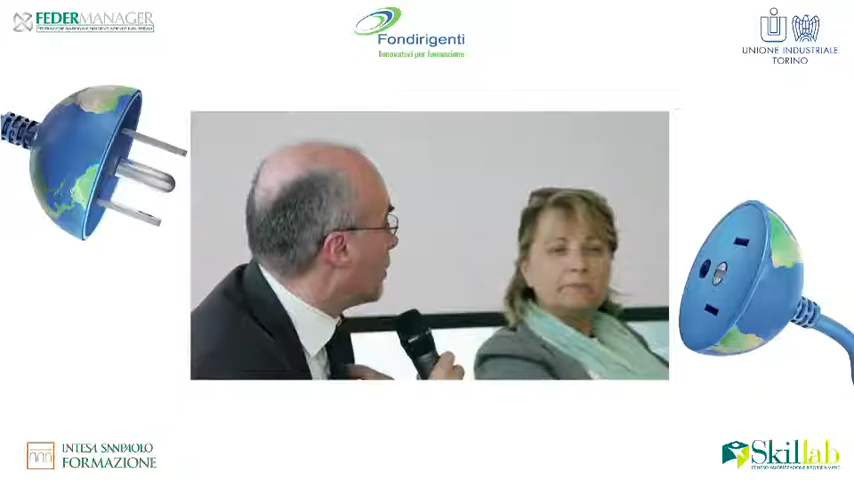 FEDERMANAGER
Fondirigenti
Innovatori per formazione
UNIONE INDUSTRIALE
TORINO
INTESA SANPAOLO
FORMAZIONE
Skillab